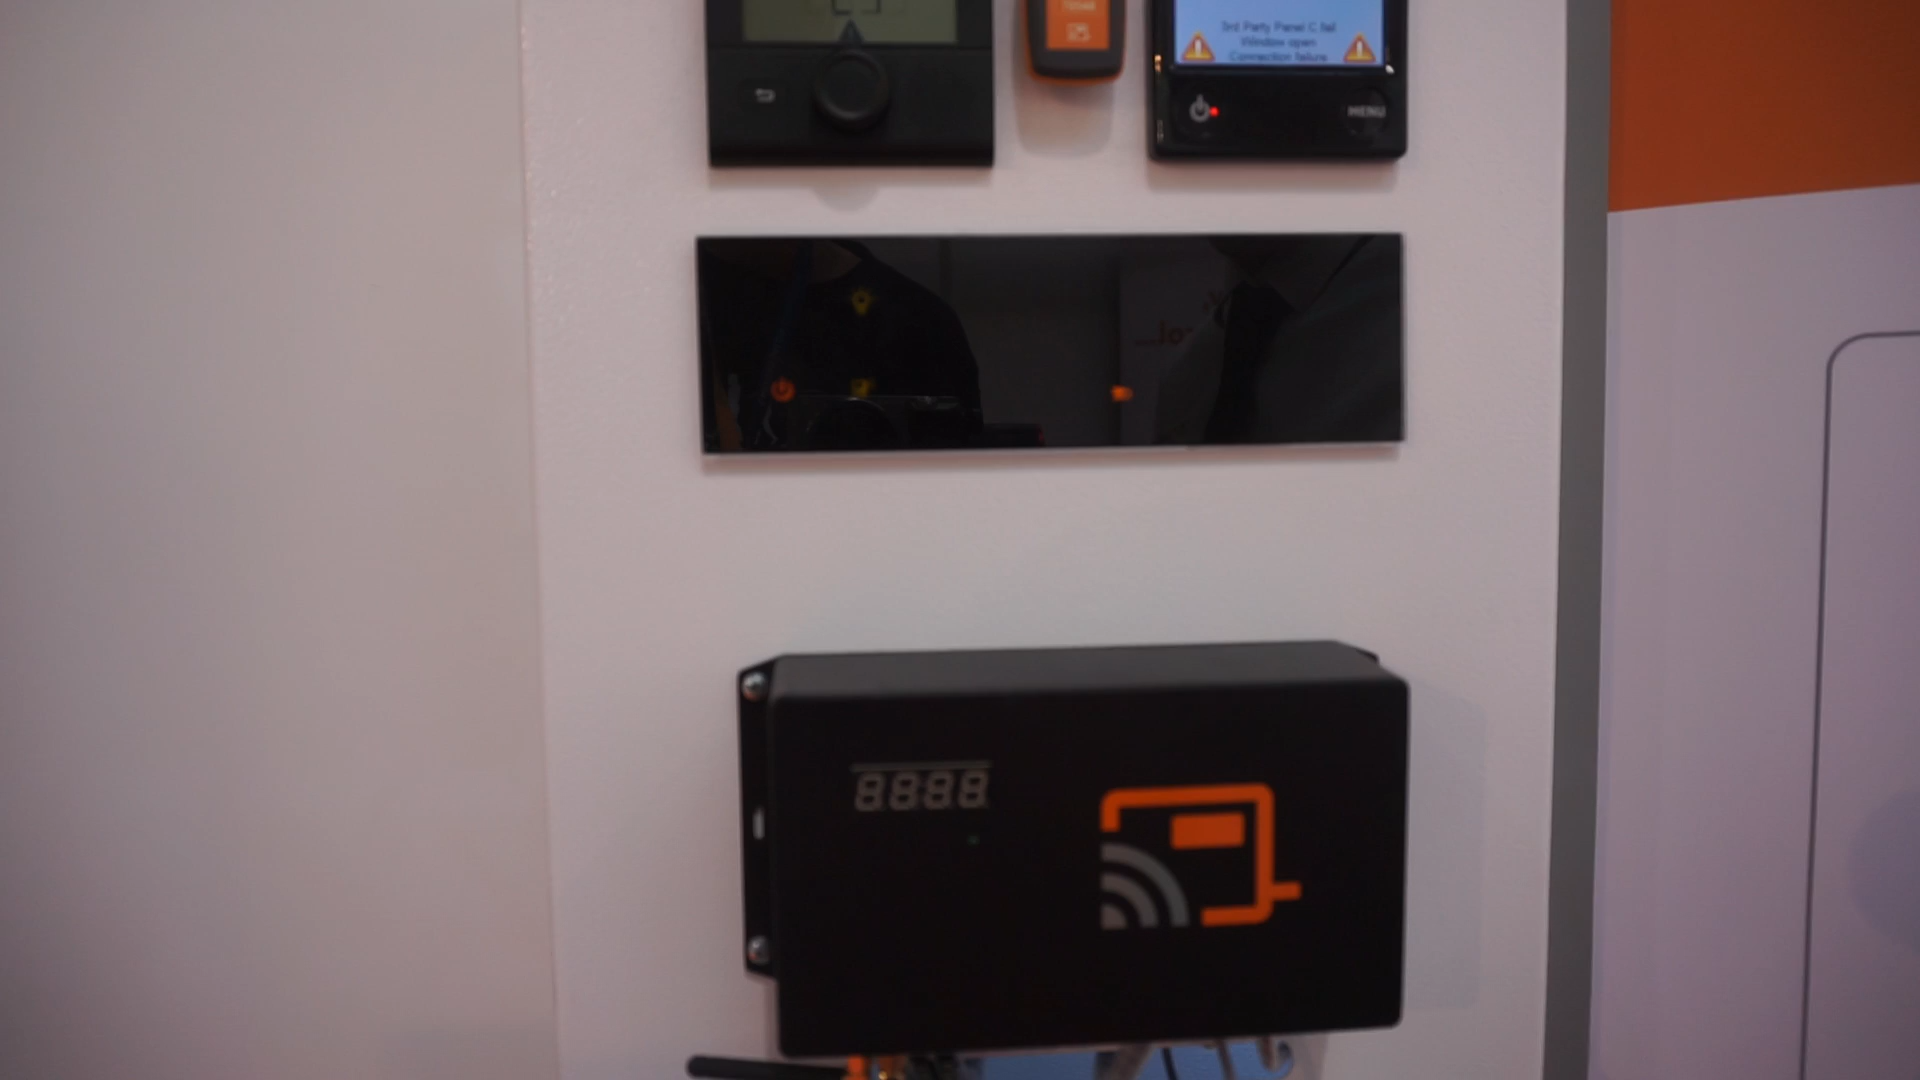 3rd Party Panel C fail
Window open
Connection failure
MENU
8888